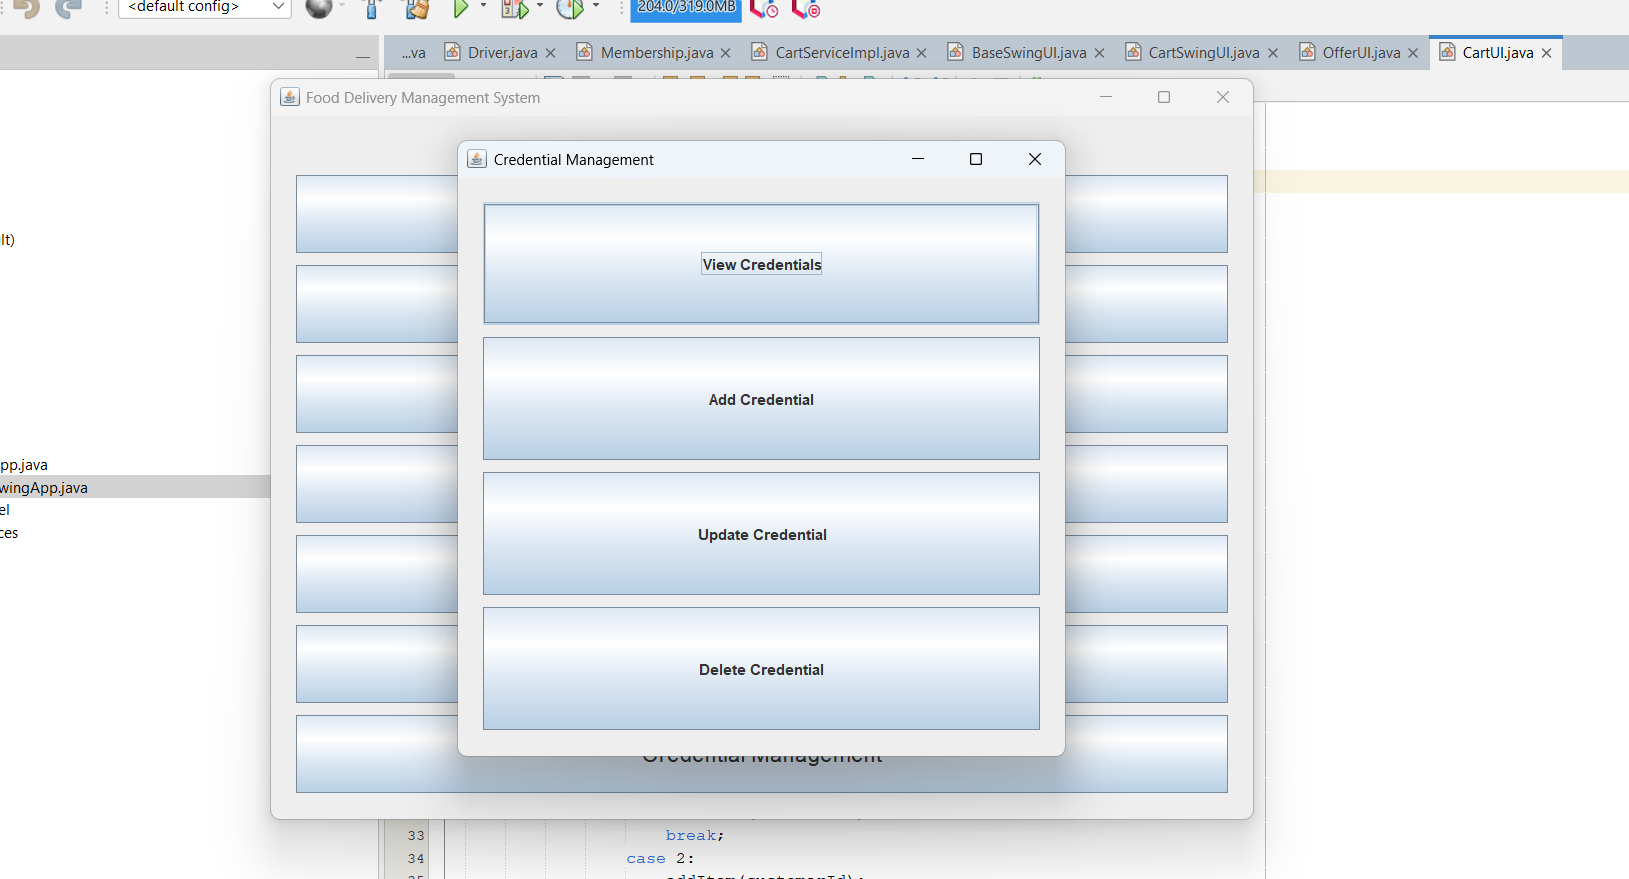 <default config>
204.0/319.0MB
...va
Driver.java
Membership.java
CartServiceImpl.java
BaseSwingUI.java
CartSwingUI.java
OfferUI.java
CartUI.java
Food Delivery Management System
Credential Management
View Credentials
Add Credential
Update Credential
Delete Credential
Credential Management
lt)
pp.java
wingApp.java
el
ces
33
break;
34
case 2:
addItem(customerId);